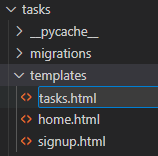 tasks
__pycache__
migrations
templates
tasks.html
home.html
signup.html